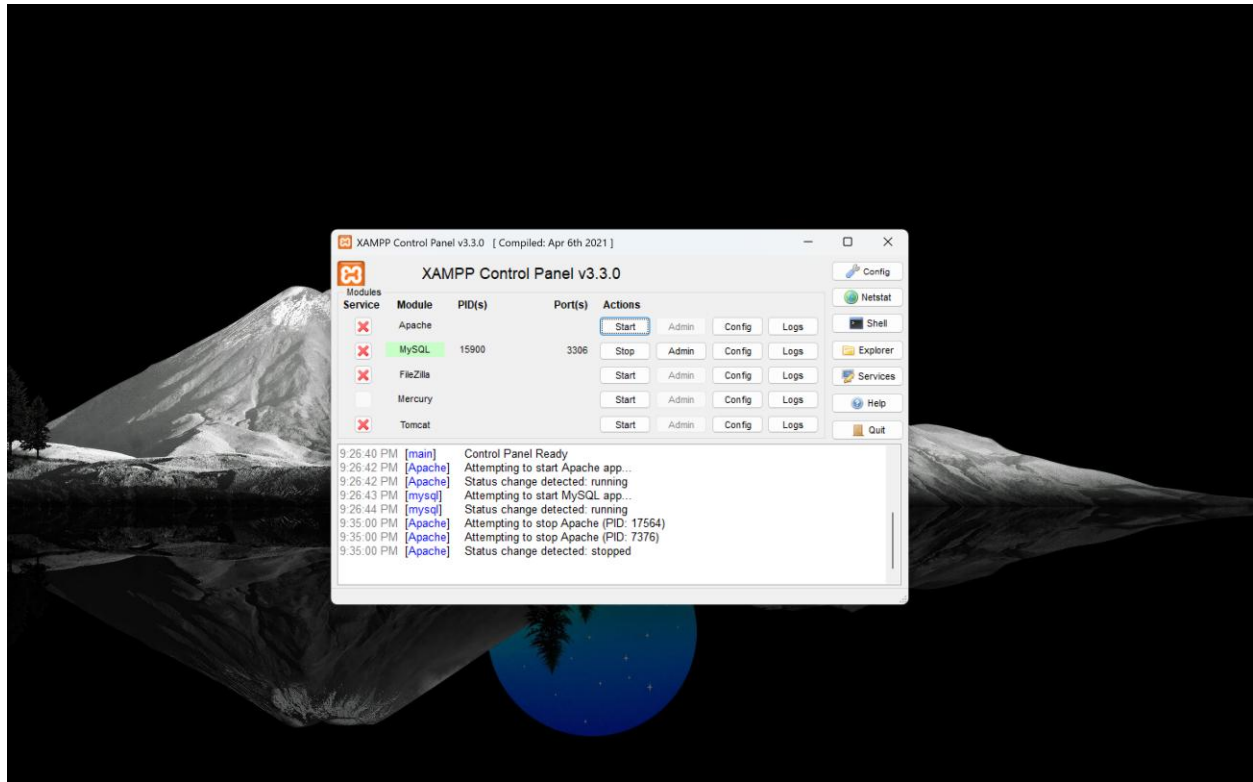 XAMPP Control Panel v3.3.0 [ Compiled: Apr 6th 2021 ]
XAMPP Control Panel v3.3.0
Config
Modules
Netstat
Service Module PID(s) Port(s) Actions
Apache Start Admin Config Logs
Shell
MySQL 15900 3306 Stop Admin Config Logs
Explorer
FileZilla Start Admin Config Logs
Services
Mercury Start Admin Config Logs
Help
Tomcat Start Admin Config Logs
Quit
9:26:40 PM [main] Control Panel Ready
9:26:42 PM [Apache] Attempting to start Apache app...
9:26:42 PM [Apache] Status change detected: running
9:26:43 PM [mysql] Attempting to start MySQL app...
9:26:44 PM [mysql] Status change detected: running
9:35:00 PM [Apache] Attempting to stop Apache (PID: 17564)
9:35:00 PM [Apache] Attempting to stop Apache (PID: 7376)
9:35:00 PM [Apache] Status change detected: stopped